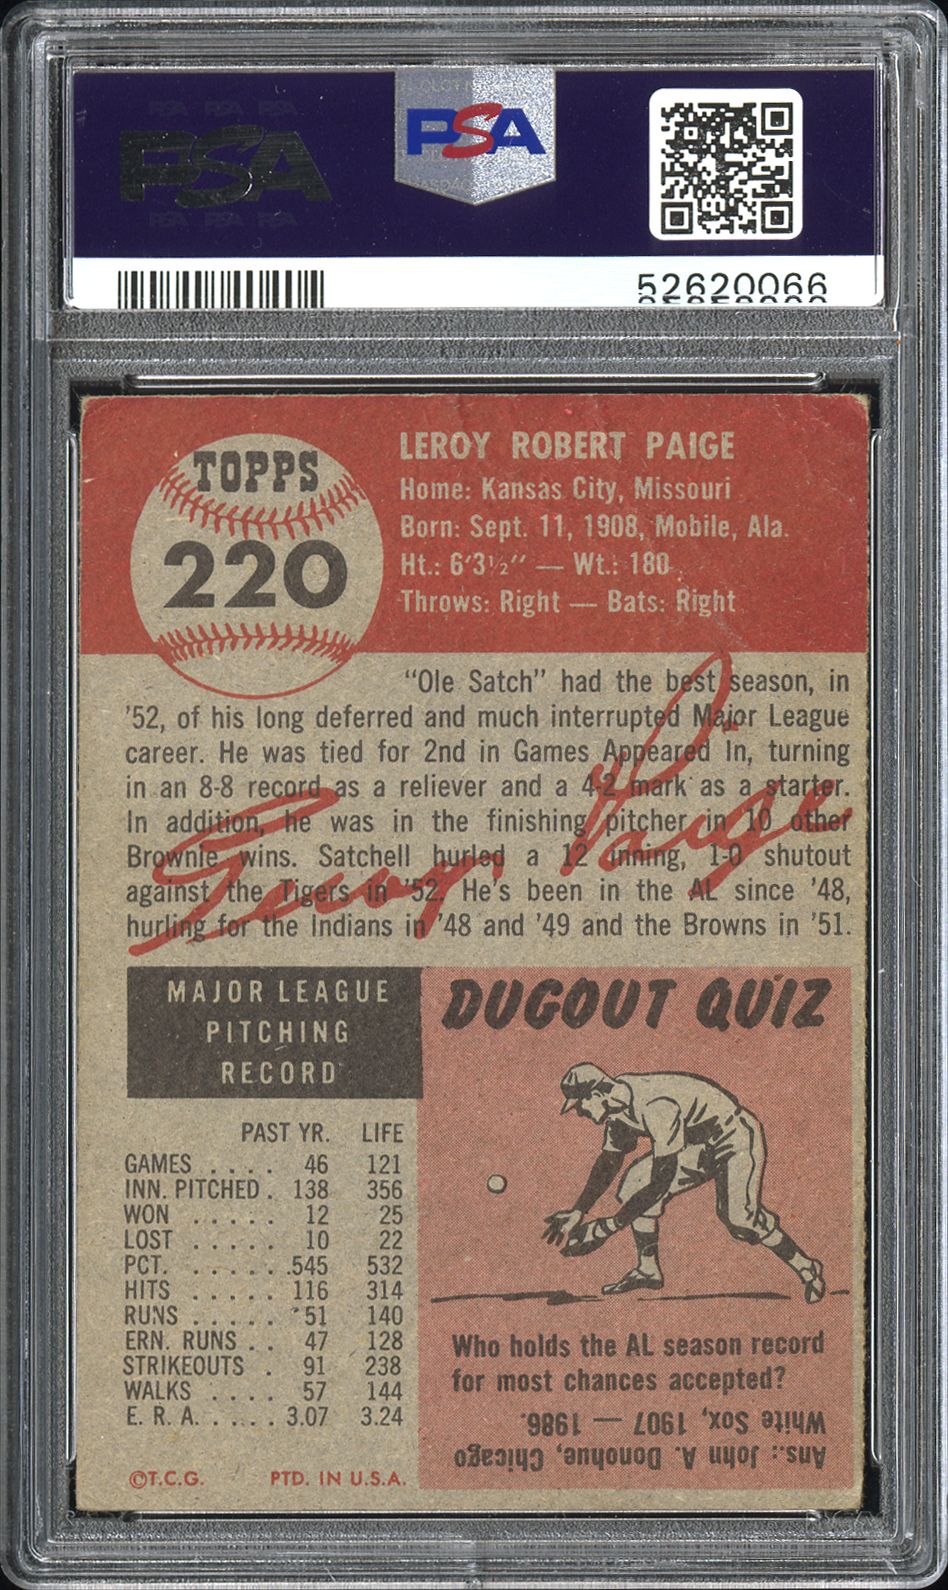 PSA
PSA
52620066
TOPPS
220
LEROY ROBERT PAIGE
Home: Kansas City, Missouri
Born: Sept. 11, 1908, Mobile, Ala.
Ht.: 6'3½" — Wt.: 180
Throws: Right — Bats: Right
"Ole Satch" had the best season, in
'52, of his long deferred and much interrupted Major League
career. He was tied for 2nd in Games Appeared In, turning
in an 8-8 record as a reliever and a 4-2 mark as a starter.
In addition, he was in the finishing pitcher in 10 other
Brownie wins. Satchell hurled a 12 inning, 1-0 shutout
against the Tigers in '52. He's been in the AL since '48,
hurling for the Indians in '48 and '49 and the Browns in '51.
Leroy Paige
MAJOR LEAGUE
PITCHING
RECORD
PAST YR. LIFE
GAMES .... 46 121
INN. PITCHED . 138 356
WON ..... 12 25
LOST ..... 10 22
PCT. ...... .545 532
HITS ..... 116 314
RUNS ..... 51 140
ERN. RUNS .. 47 128
STRIKEOUTS . 91 238
WALKS .... 57 144
E. R. A. ..... 3.07 3.24
©T.C.G. PTD. IN U.S.A.
DUGOUT QUIZ
Who holds the AL season record
for most chances accepted?
Ans.: John A. Donohue, Chicago
White Sox, 1907 — 1986.